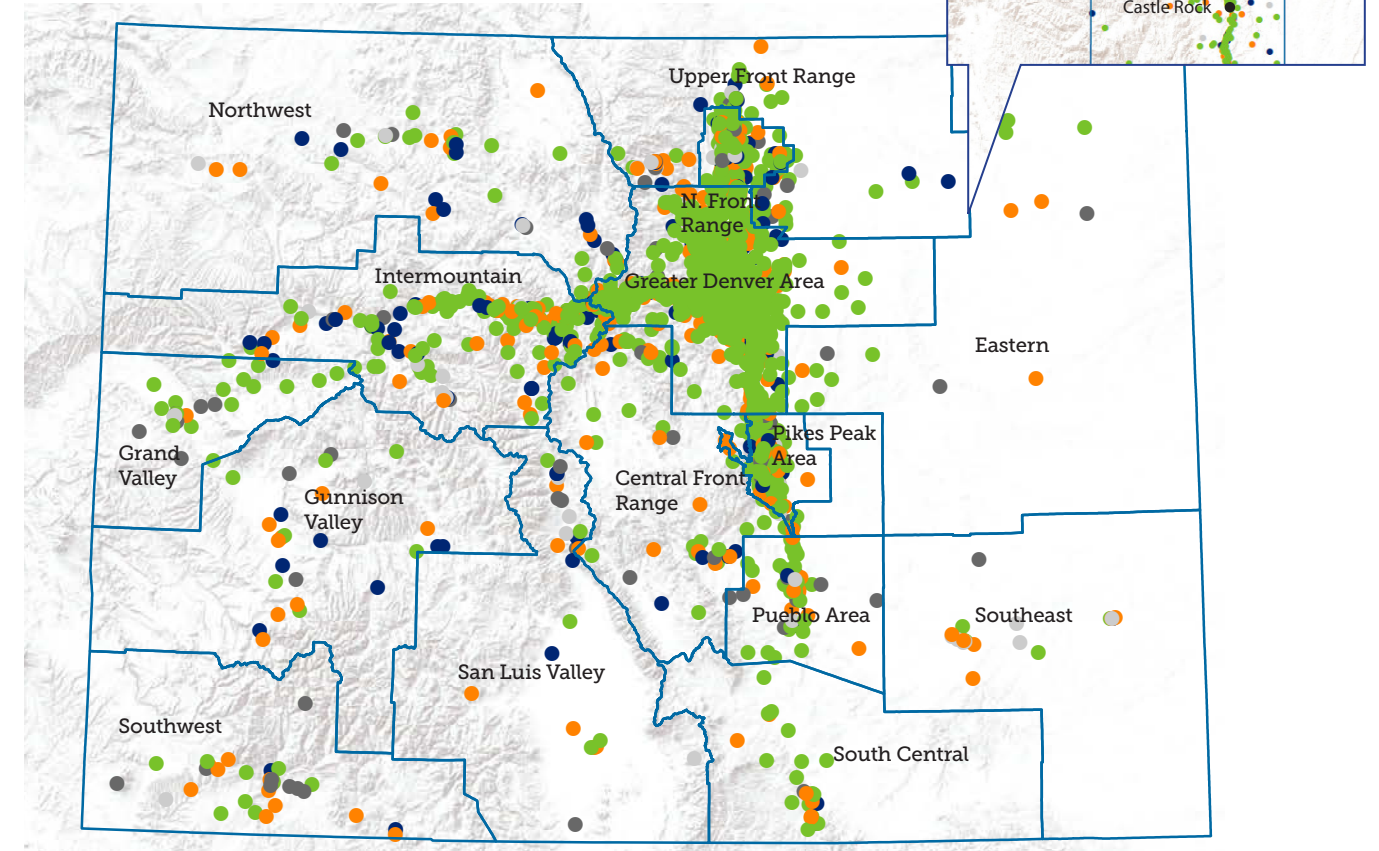 Castle Rock
Upper Front Range
Northwest
N. Front
Range
Intermountain
Greater Denver Area
Eastern
Pikes Peak
Area
Grand
Valley
Central Front
Range
Gunnison
Valley
Pueblo Area
Southeast
San Luis Valley
Southwest
South Central